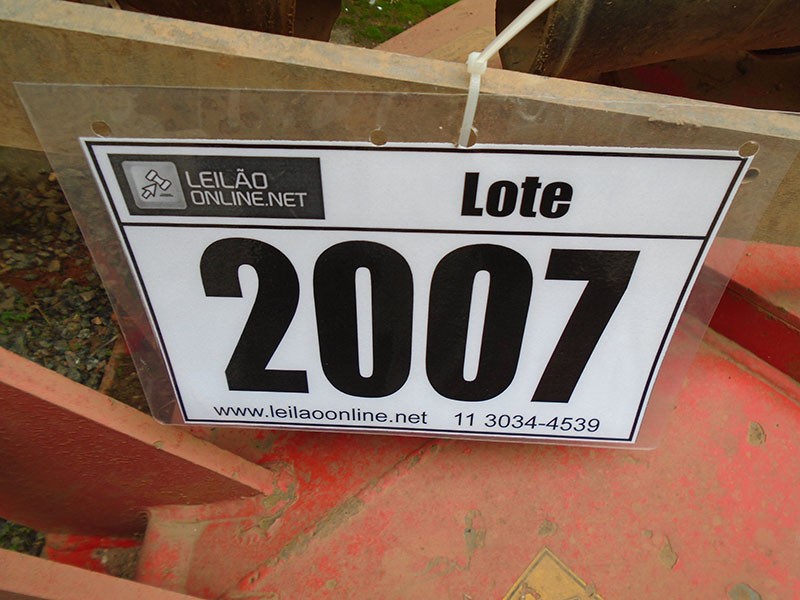 LEILÃO
ONLINE.NET
Lote
2007
www.leilaoonline.net 11 3034-4539